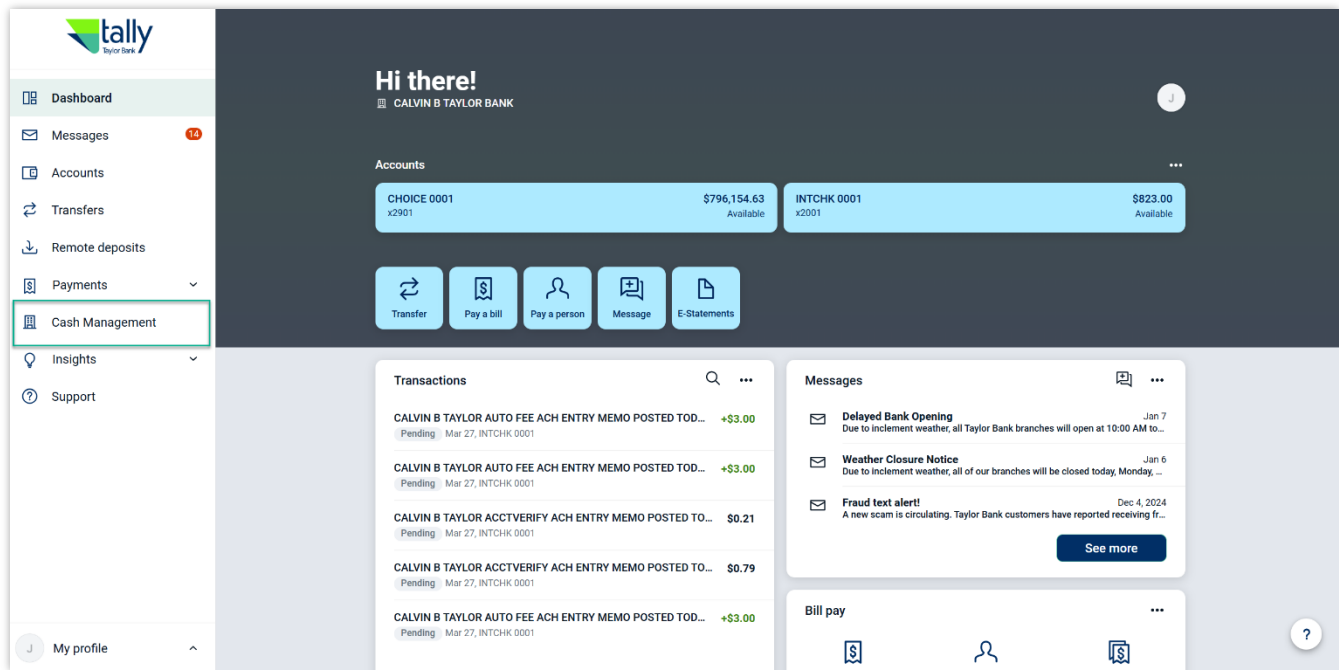 tally
Taylor Bank
Dashboard
Messages 14
Accounts
Transfers
Remote deposits
Payments
Cash Management
Insights
Support
J My profile
Hi there!
CALVIN B TAYLOR BANK
J
Accounts
CHOICE 0001 $796,154.63
x2901 Available
INTCHK 0001 $823.00
x2001 Available
Transfer
Pay a bill
Pay a person
Message
E-Statements
Transactions
CALVIN B TAYLOR AUTO FEE ACH ENTRY MEMO POSTED TOD... +$3.00
Pending Mar 27, INTCHK 0001
CALVIN B TAYLOR AUTO FEE ACH ENTRY MEMO POSTED TOD... +$3.00
Pending Mar 27, INTCHK 0001
CALVIN B TAYLOR ACCTVERIFY ACH ENTRY MEMO POSTED TO... $0.21
Pending Mar 27, INTCHK 0001
CALVIN B TAYLOR ACCTVERIFY ACH ENTRY MEMO POSTED TO... $0.79
Pending Mar 27, INTCHK 0001
CALVIN B TAYLOR AUTO FEE ACH ENTRY MEMO POSTED TOD... +$3.00
Pending Mar 27, INTCHK 0001
Messages
Delayed Bank Opening Jan 7
Due to inclement weather, all Taylor Bank branches will open at 10:00 AM to...
Weather Closure Notice Jan 6
Due to inclement weather, all of our branches will be closed today, Monday, ...
Fraud text alert! Dec 4, 2024
A new scam is circulating. Taylor Bank customers have reported receiving fr...
See more
Bill pay
?